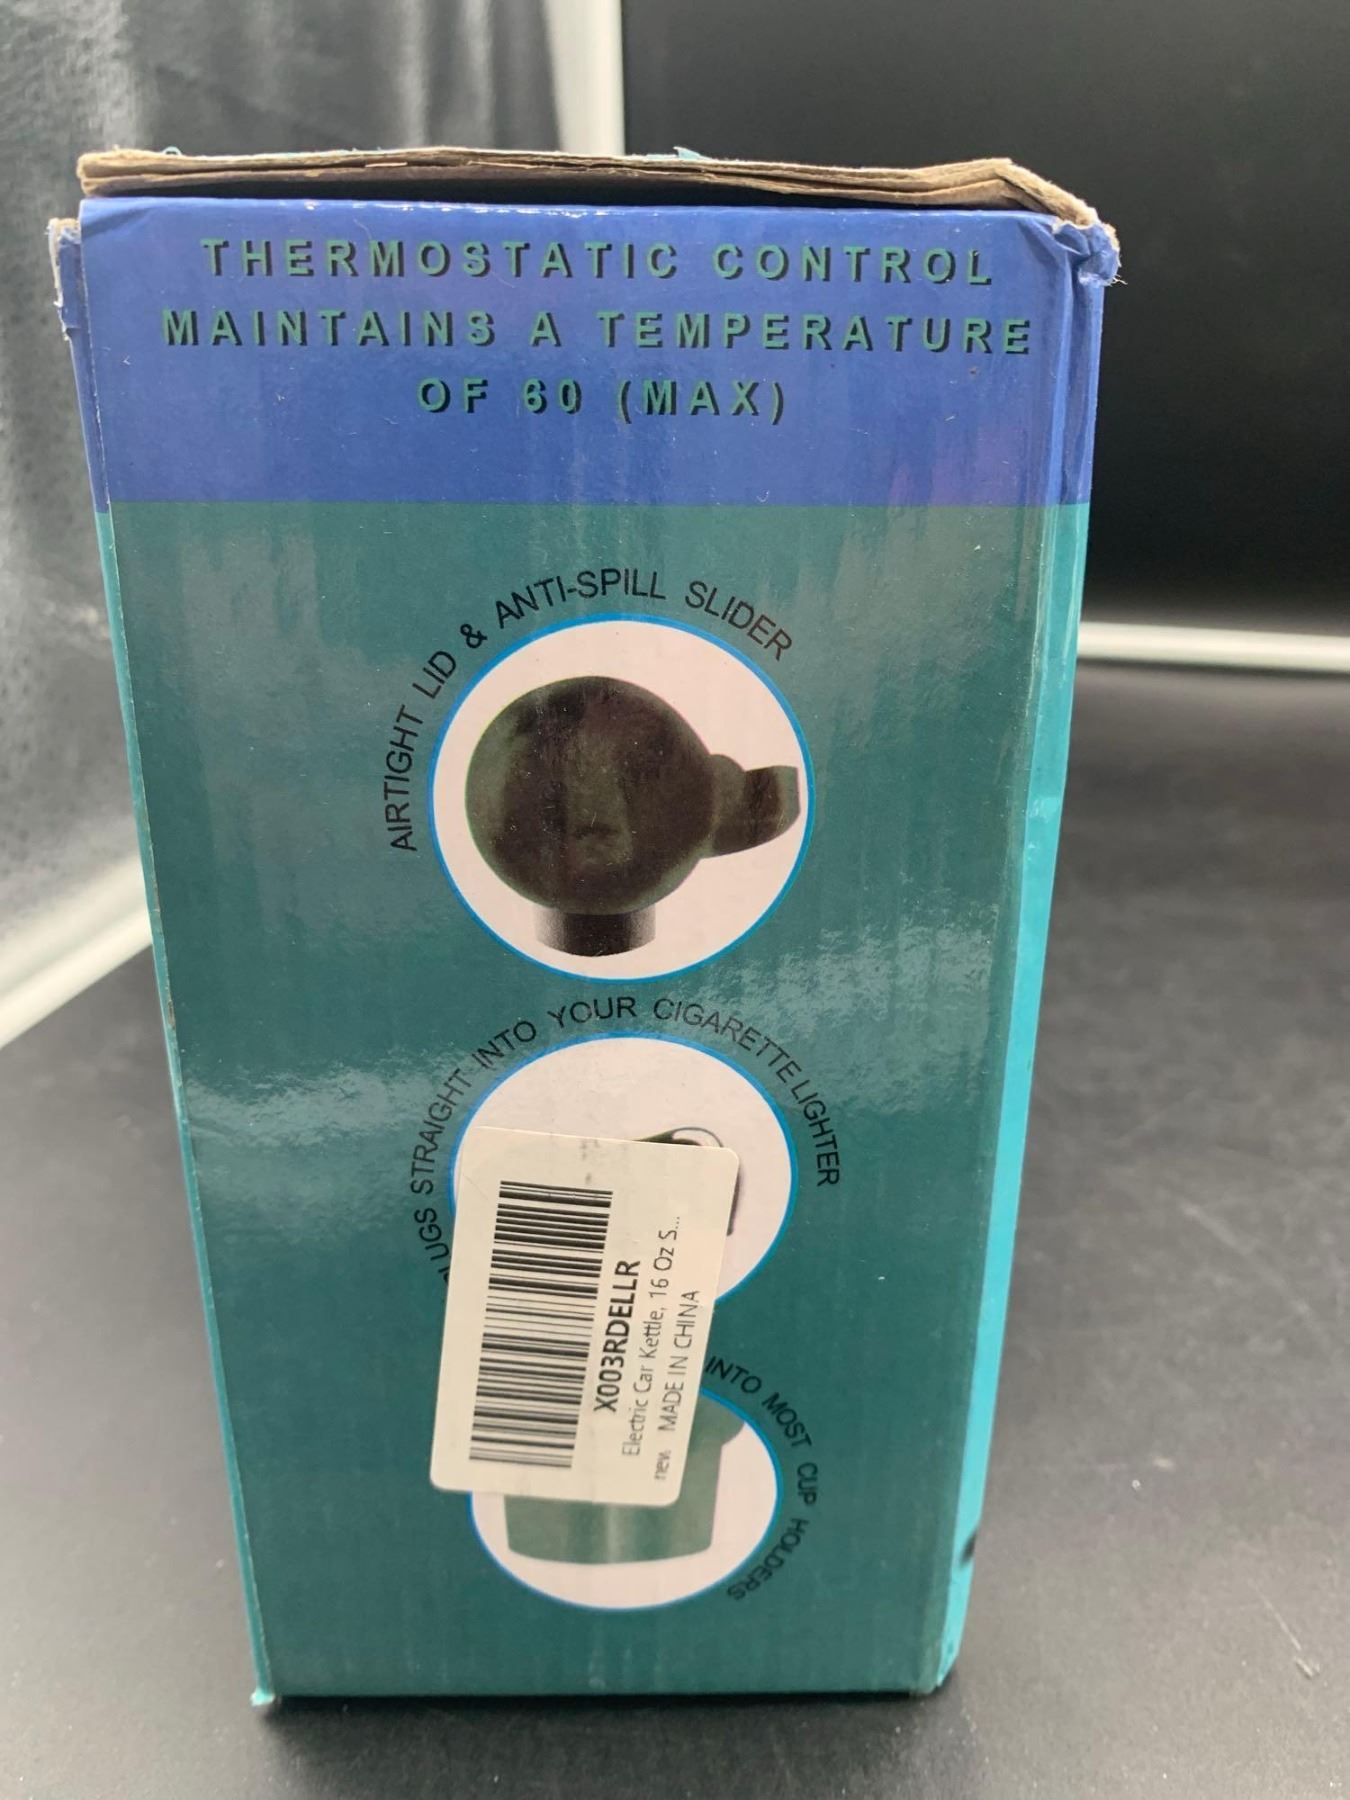 THERMOSTATIC CONTROL
MAINTAINS A TEMPERATURE
OF 60 (MAX)
AIRTIGHT LID & ANTI-SPILL SLIDER
STRAIGHT INTO YOUR CIGARETTE LIGHTER
X003RDELLR
Electric Car Kettle, 16 Oz S...
new MADE IN CHINA
INTO MOST CUP HOLDERS